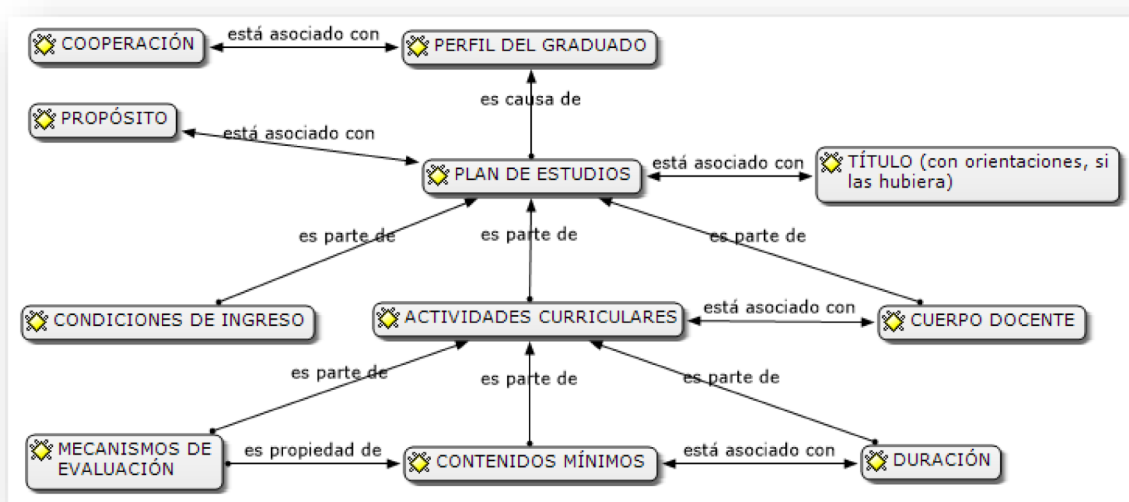 COOPERACIÓN
está asociado con
PERFIL DEL GRADUADO
es causa de
PROPÓSITO
está asociado con
PLAN DE ESTUDIOS
está asociado con
TÍTULO (con orientaciones, si
las hubiera)
es parte de
es parte de
es parte de
CONDICIONES DE INGRESO
ACTIVIDADES CURRICULARES
está asociado con
CUERPO DOCENTE
es parte de
es parte de
es parte de
MECANISMOS DE
EVALUACIÓN
es propiedad de
CONTENIDOS MÍNIMOS
está asociado con
DURACIÓN